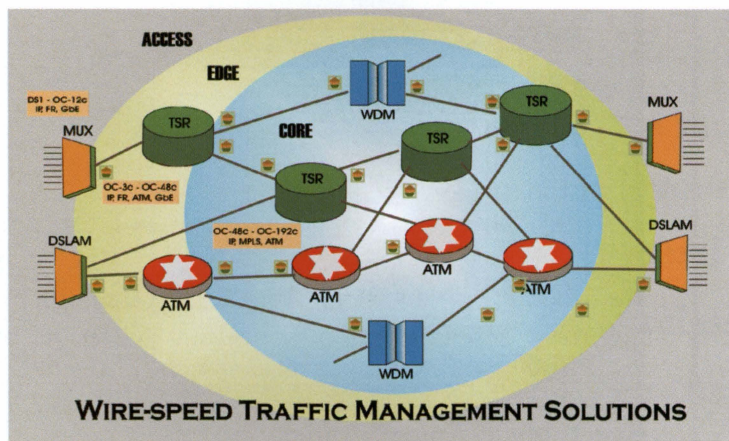 ACCESS
EDGE
CORE
DS1 - OC-12c
IP, FR, GbE
MUX
TSR
WDM
TSR
TSR
MUX
OC-3c - OC-48c
IP, FR, ATM, GbE
TSR
DSLAM
OC-48c - OC-192c
IP, MPLS, ATM
DSLAM
ATM
ATM
ATM
ATM
WDM
WIRE-SPEED TRAFFIC MANAGEMENT SOLUTIONS